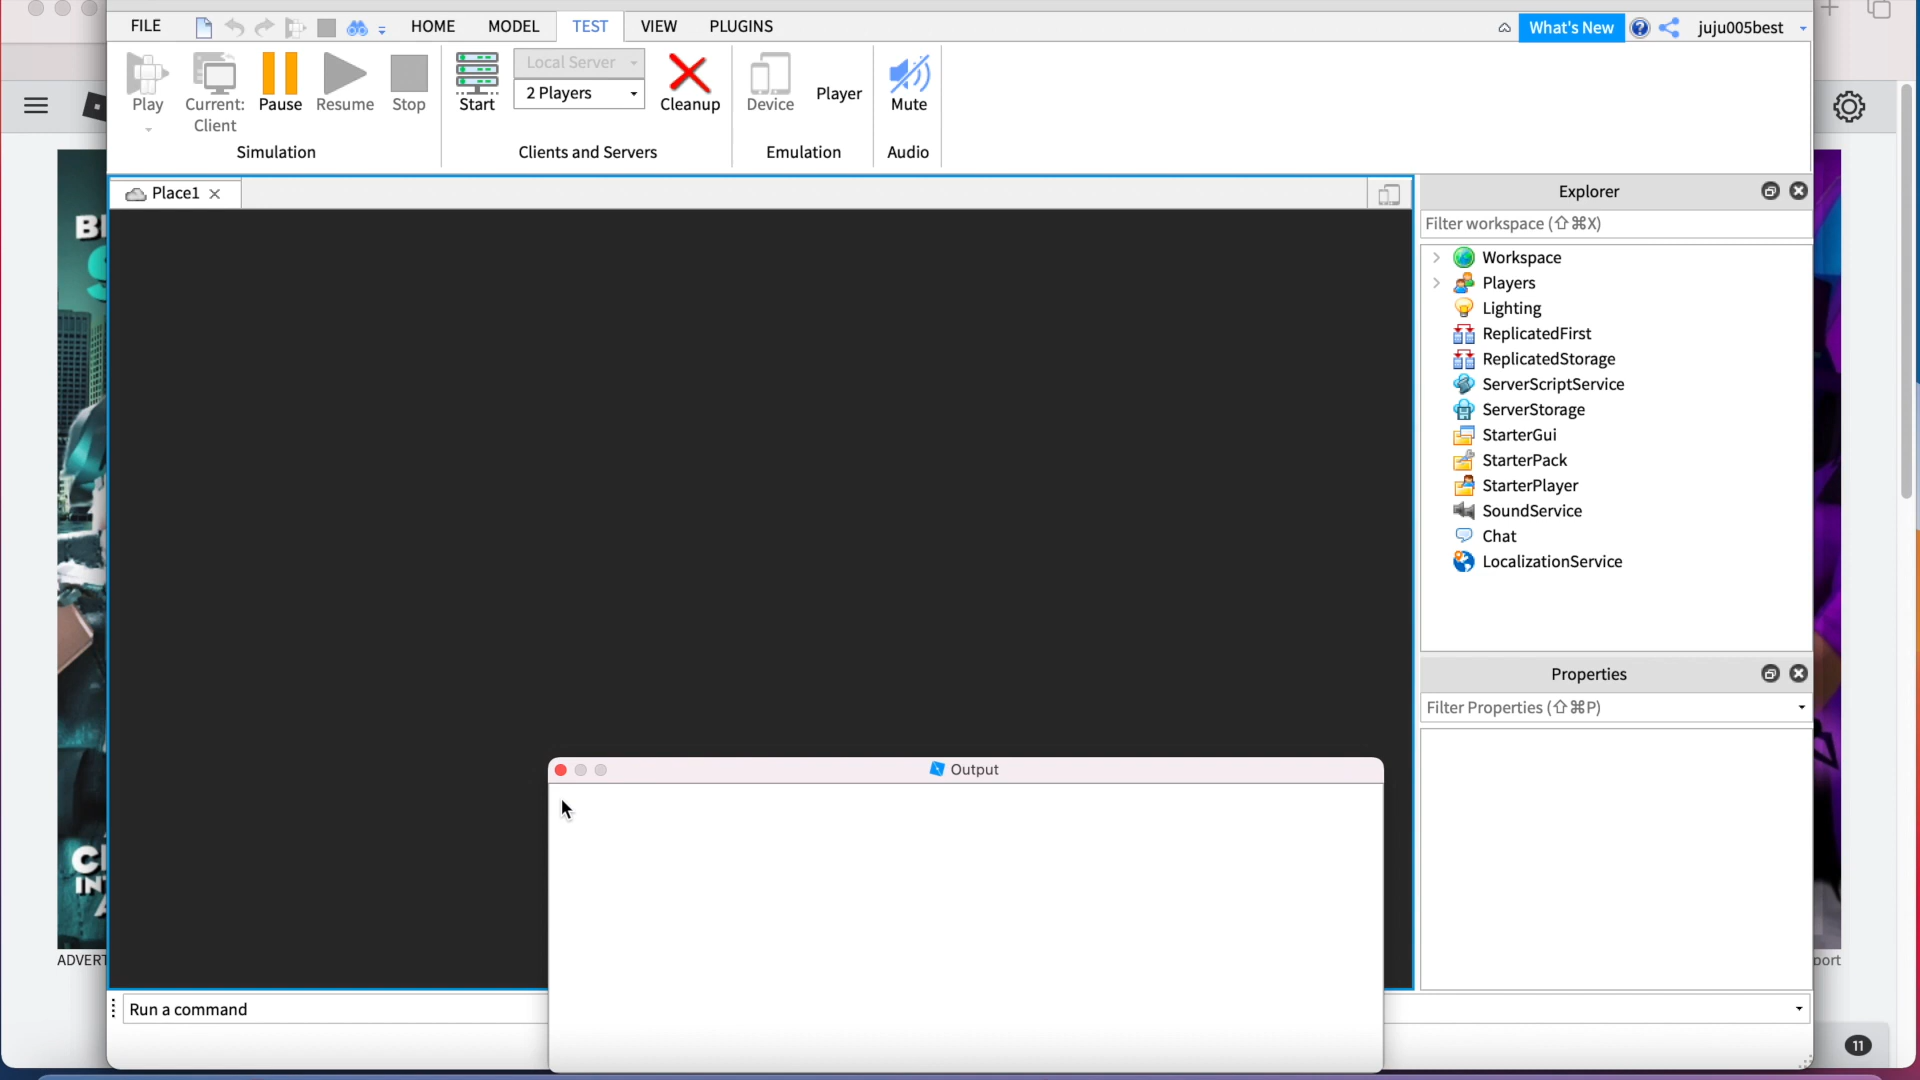 FILE HOME MODEL TEST VIEW PLUGINS What's New juju005best
Play Current: Client Pause Resume Stop
Simulation
Start Local Server 2 Players Cleanup
Clients and Servers
Device Player
Emulation
Mute
Audio
Place1
Explorer
Filter workspace (⇧⌘X)
Workspace
Players
Lighting
ReplicatedFirst
ReplicatedStorage
ServerScriptService
ServerStorage
StarterGui
StarterPack
StarterPlayer
SoundService
Chat
LocalizationService
Properties
Filter Properties (⇧⌘P)
Output
Run a command
11